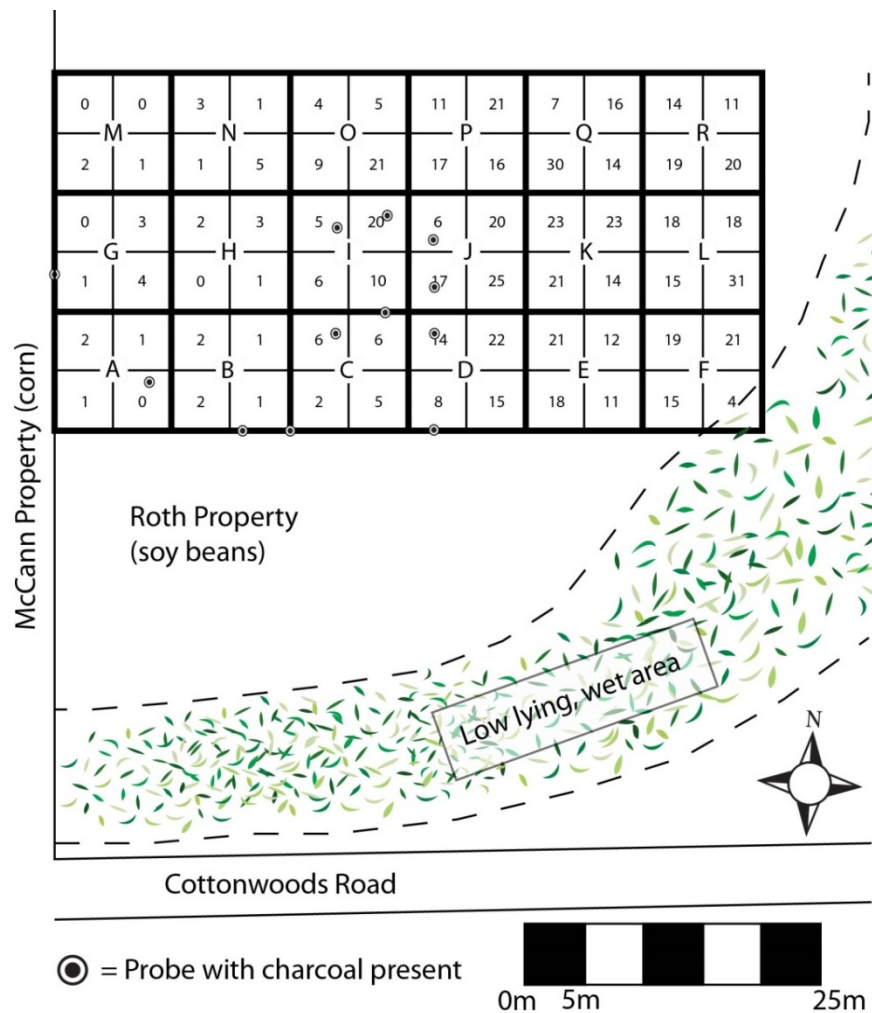 0 0 3 1 4 5 11 21 7 16 14 11
M N O P Q R
2 1 1 5 9 21 17 16 30 14 19 20
0 3 2 3 5 20 6 20 23 23 18 18
G H I J K L
1 4 0 1 6 10 17 25 21 14 15 31
2 1 2 1 6 6 14 22 21 12 19 21
A B C D E F
1 0 2 1 2 5 8 15 18 11 15 4
McCann Property (corn)
Roth Property
(soy beans)
Low lying, wet area
N
Cottonwoods Road
= Probe with charcoal present
0m 5m 25m